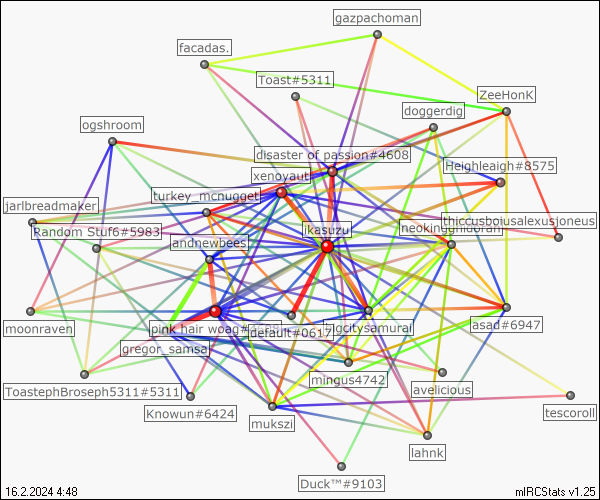 gazpachoman
facadas.
Toast#5311
ZeeHonK
doggerdig
ogshroom
disaster of passion#4608
Heighleaigh#8575
xenoyaut
turkey_mcnugget
jarlbreadmaker
thiccusboiusalexusjoneus
Random Stuf6#5983
ikasuzu
andnewbees
moonraven
pink hair woag#
default#0617
bigcitysamurai
asad#6947
gregor_samsa
mingus4742
ToastephBroseph5311#5311
avelicious
Knowun#6424
mukszi
tescoroll
lahnk
Duck™#9103
16.2.2024 4:48
mIRCStats v1.25